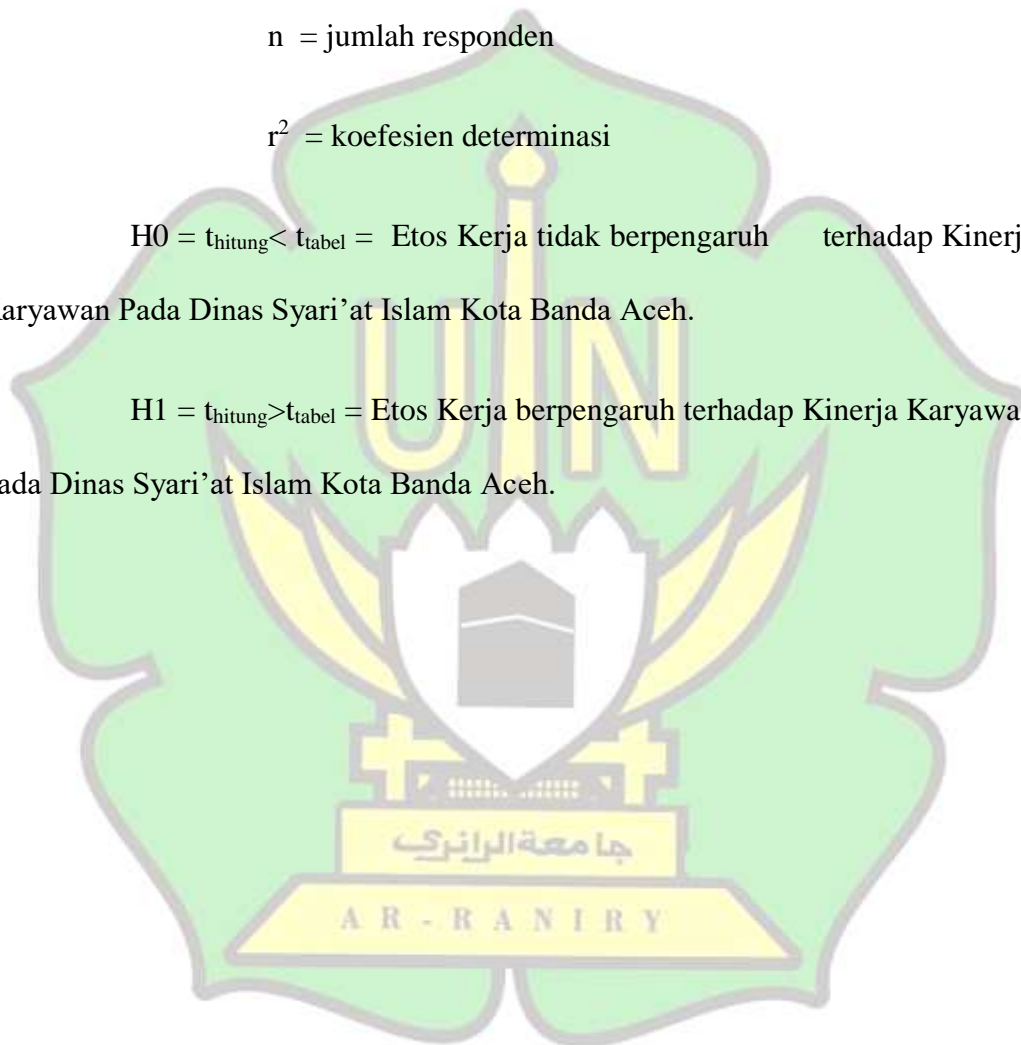 n = jumlah responden
r² = koefesien determinasi
H0 = thitung< ttabel = Etos Kerja tidak berpengaruh terhadap Kinerj
aryawan Pada Dinas Syari’at Islam Kota Banda Aceh.
UIN
H1 = thitung>ttabel = Etos Kerja berpengaruh terhadap Kinerja Karyawa
ada Dinas Syari’at Islam Kota Banda Aceh.
جامعةالرانري
AR-RANIRY